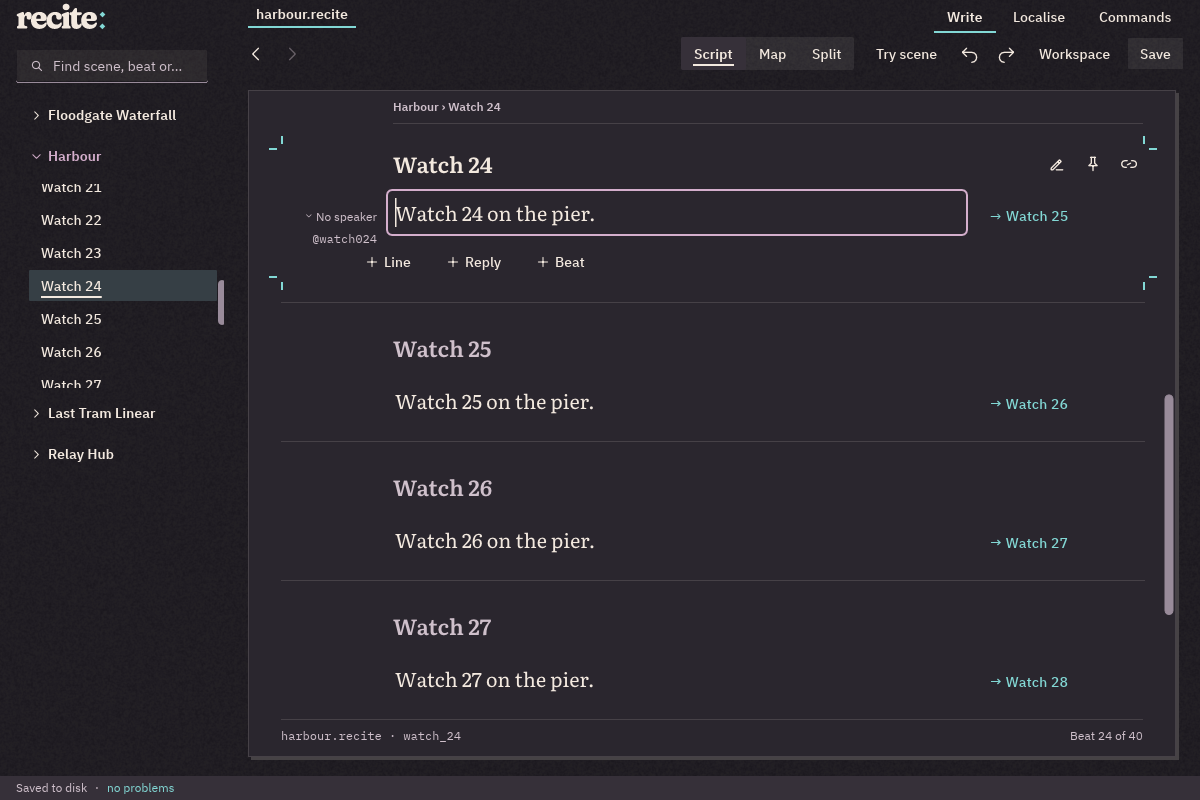 recite:
harbour.recite
Write
Localise
Commands
Find scene, beat or...
Script
Map
Split
Try scene
Workspace
Save
Floodgate Waterfall
Harbour
Watch 21
Watch 22
Watch 23
Watch 24
Watch 25
Watch 26
Watch 27
Last Tram Linear
Relay Hub
Harbour › Watch 24
Watch 24
No speaker
Watch 24 on the pier.
→ Watch 25
@watch024
+ Line
+ Reply
+ Beat
Watch 25
Watch 25 on the pier.
→ Watch 26
Watch 26
Watch 26 on the pier.
→ Watch 27
Watch 27
Watch 27 on the pier.
→ Watch 28
harbour.recite · watch_24
Beat 24 of 40
Saved to disk · no problems